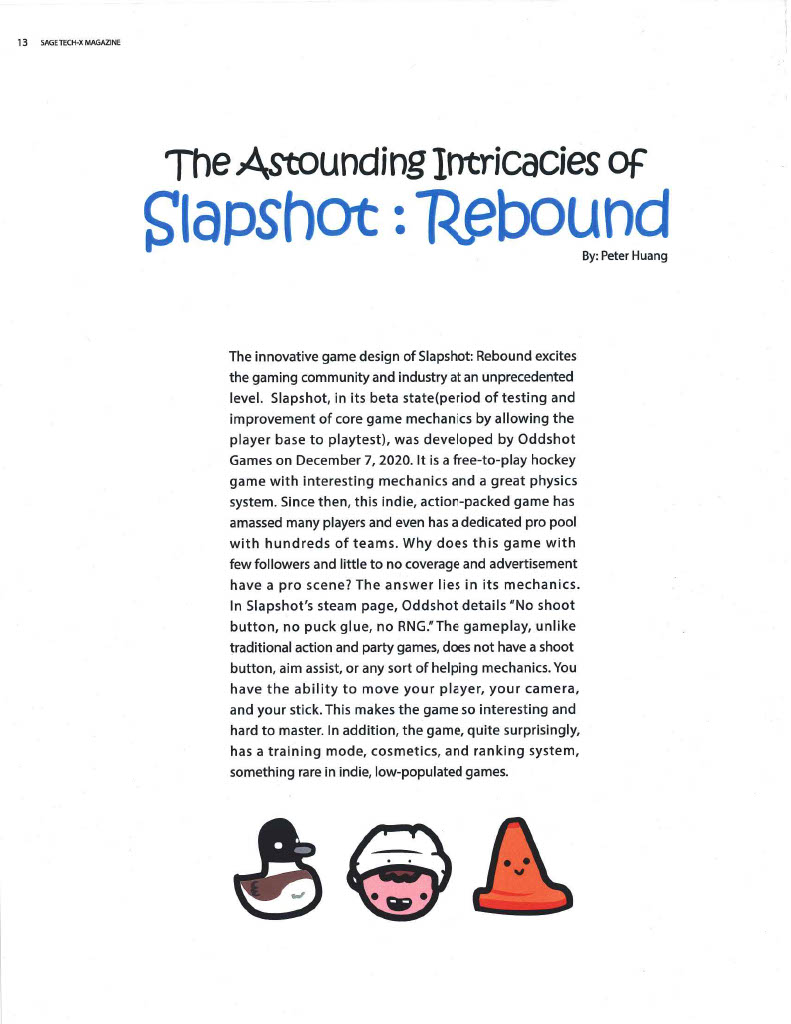 13 SAGE TECH-X MAGAZINE
The Astounding Intricacies of
Slapshot : Rebound
By: Peter Huang
The innovative game design of Slapshot: Rebound excites
the gaming community and industry at an unprecedented
level. Slapshot, in its beta state(period of testing and
improvement of core game mechanics by allowing the
player base to playtest), was developed by Oddshot
Games on December 7, 2020. It is a free-to-play hockey
game with interesting mechanics and a great physics
system. Since then, this indie, action-packed game has
amassed many players and even has a dedicated pro pool
with hundreds of teams. Why does this game with
few followers and little to no coverage and advertisement
have a pro scene? The answer lies in its mechanics.
In Slapshot's steam page, Oddshot details "No shoot
button, no puck glue, no RNG." The gameplay, unlike
traditional action and party games, does not have a shoot
button, aim assist, or any sort of helping mechanics. You
have the ability to move your player, your camera,
and your stick. This makes the game so interesting and
hard to master. In addition, the game, quite surprisingly,
has a training mode, cosmetics, and ranking system,
something rare in indie, low-populated games.